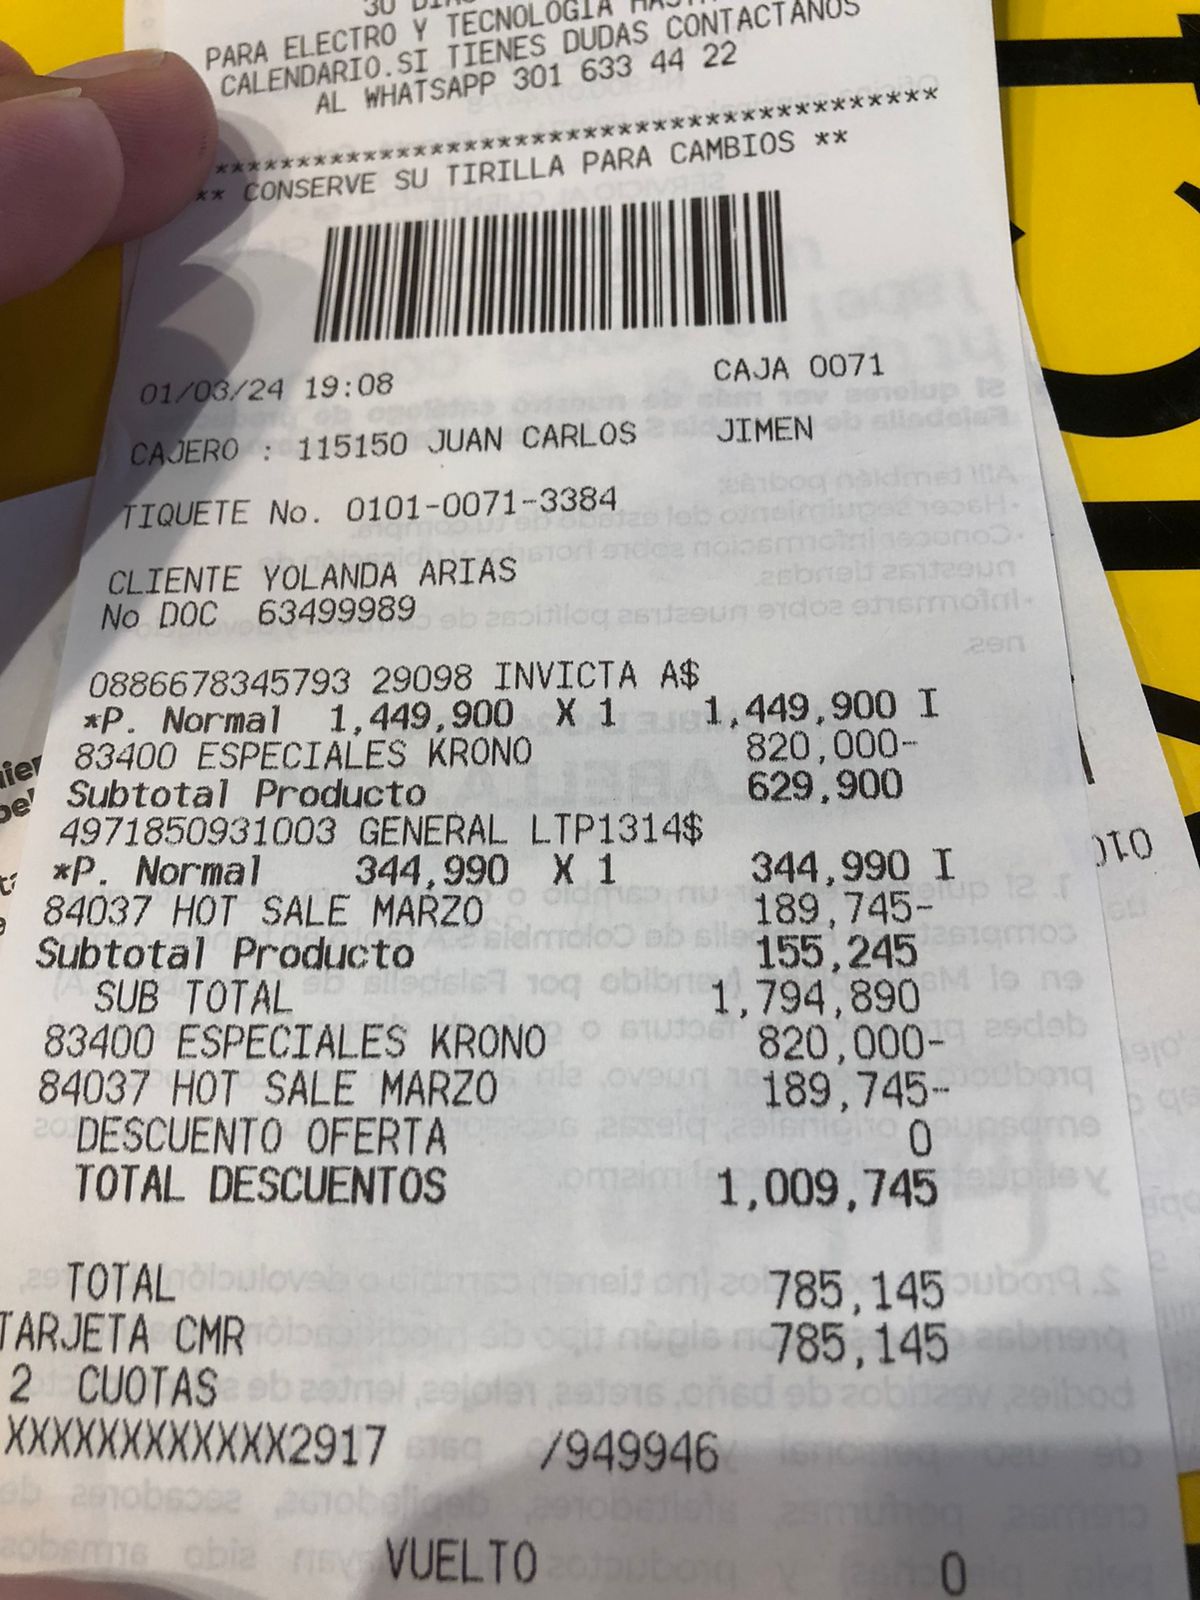 30 DIAS
PARA ELECTRO Y TECNOLOGIA HASTA
CALENDARIO.SI TIENES DUDAS CONTACTANOS
AL WHATSAPP 301 633 44 22
** CONSERVE SU TIRILLA PARA CAMBIOS **
01/03/24 19:08 CAJA 0071
CAJERO : 115150 JUAN CARLOS JIMEN
TIQUETE No. 0101-0071-3384
CLIENTE YOLANDA ARIAS
No DOC 63499989
0886678345793 29098 INVICTA A$
*P. Normal 1,449,900 X 1 1,449,900 I
83400 ESPECIALES KRONO 820,000-
Subtotal Producto 629,900
4971850931003 GENERAL LTP1314$
*P. Normal 344,990 X 1 344,990 I
84037 HOT SALE MARZO 189,745-
Subtotal Producto 155,245
SUB TOTAL 1,794,890
83400 ESPECIALES KRONO 820,000-
84037 HOT SALE MARZO 189,745-
DESCUENTO OFERTA 0
TOTAL DESCUENTOS 1,009,745
TOTAL 785,145
TARJETA CMR 785,145
2 CUOTAS
XXXXXXXXXXXX2917 /949946
VUELTO 0